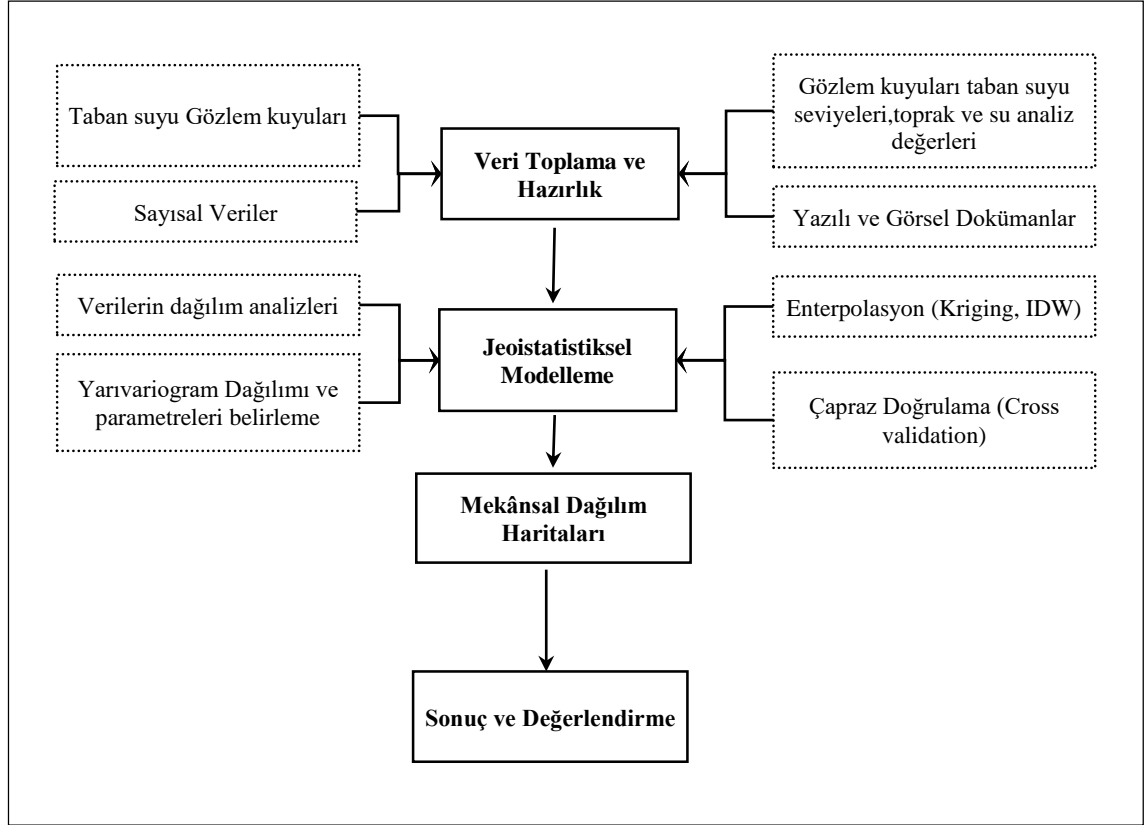 Taban suyu Gözlem kuyuları
Sayısal Veriler
Veri Toplama ve
Hazırlık
Gözlem kuyuları taban suyu
seviyeleri,toprak ve su analiz
değerleri
Yazılı ve Görsel Dokümanlar
Verilerin dağılım analizleri
Yarıvariogram Dağılımı ve
parametreleri belirleme
Jeoistatistiksel
Modelleme
Enterpolasyon (Kriging, IDW)
Çapraz Doğrulama (Cross
validation)
Mekânsal Dağılım
Haritaları
Sonuç ve Değerlendirme